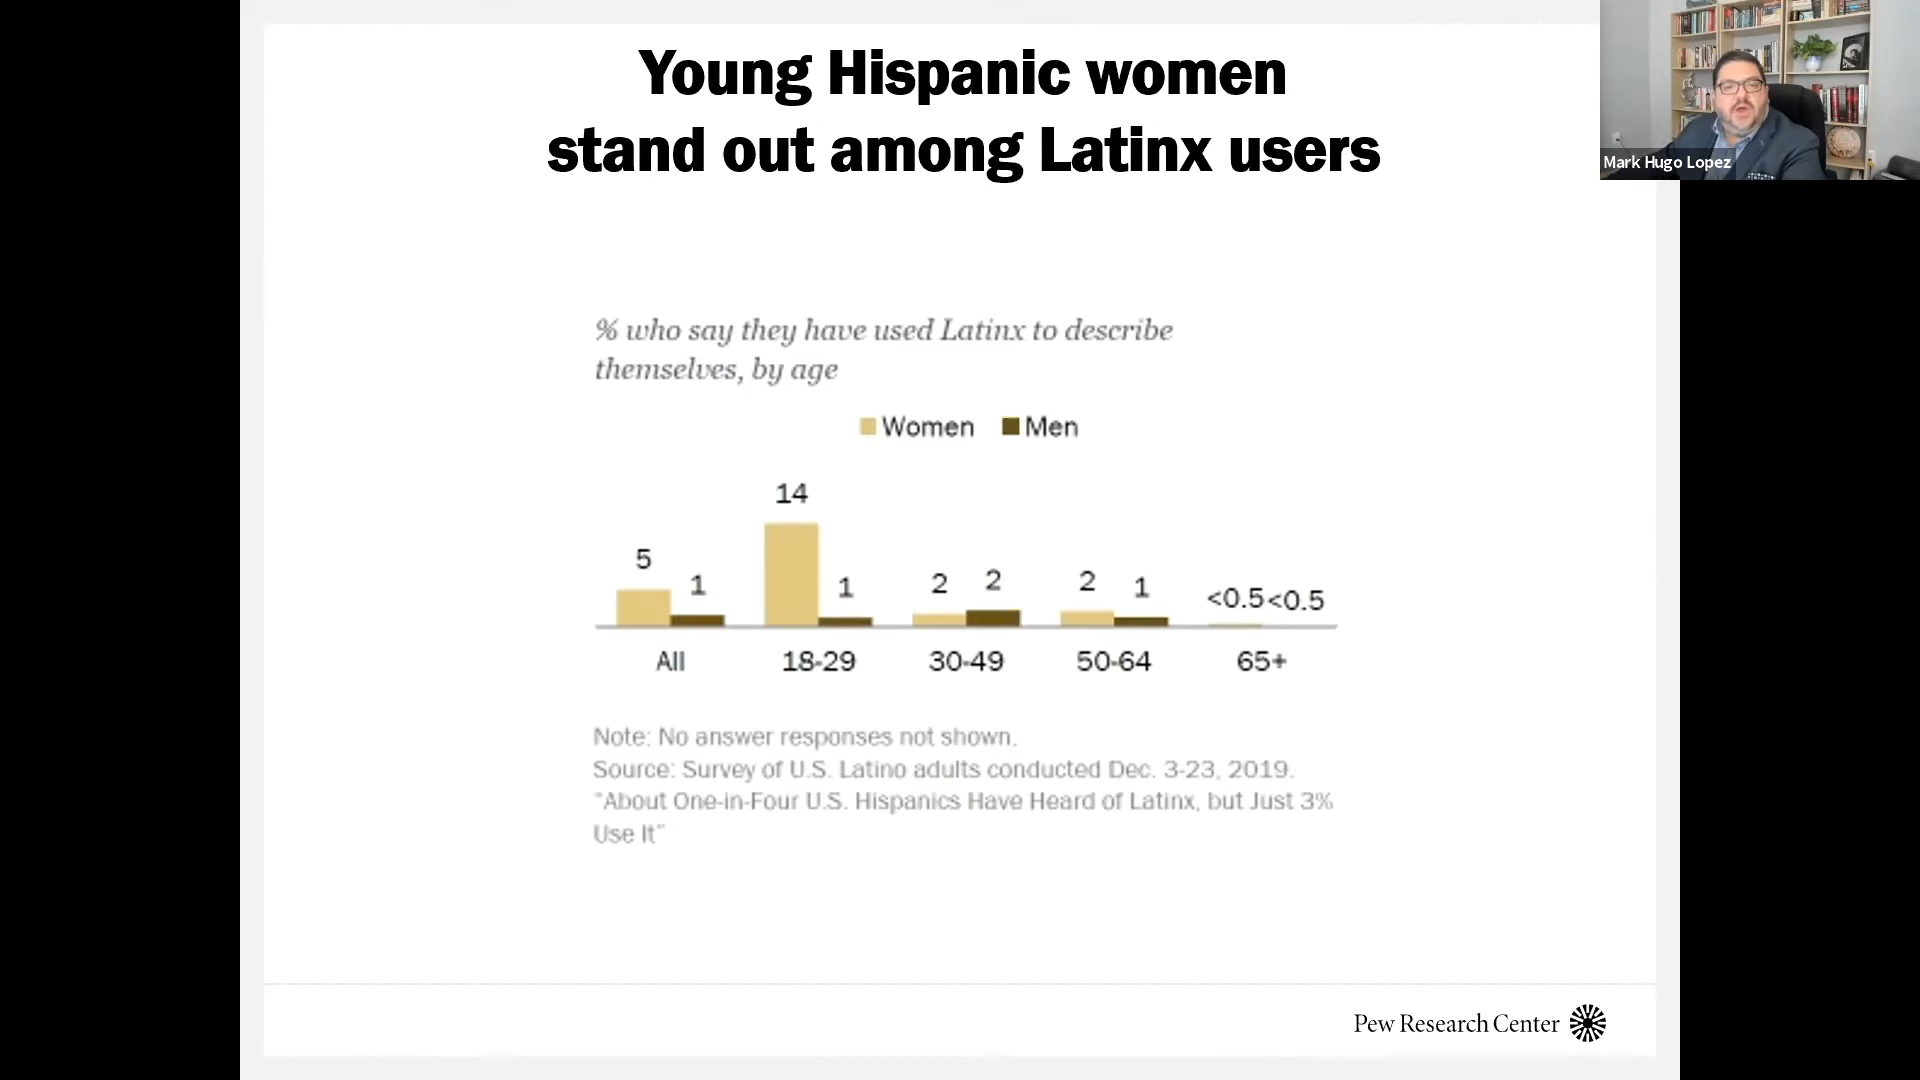 Young Hispanic women
stand out among Latinx users
Mark Hugo Lopez
% who say they have used Latinx to describe
themselves, by age
Women Men
14
5
1
1
2
2
2
1
<0.5 <0.5
All 18-29 30-49 50-64 65+
Note: No answer responses not shown.
Source: Survey of U.S. Latino adults conducted Dec. 3-23, 2019.
"About One-in-Four U.S. Hispanics Have Heard of Latinx, but Just 3%
Use It"
Pew Research Center